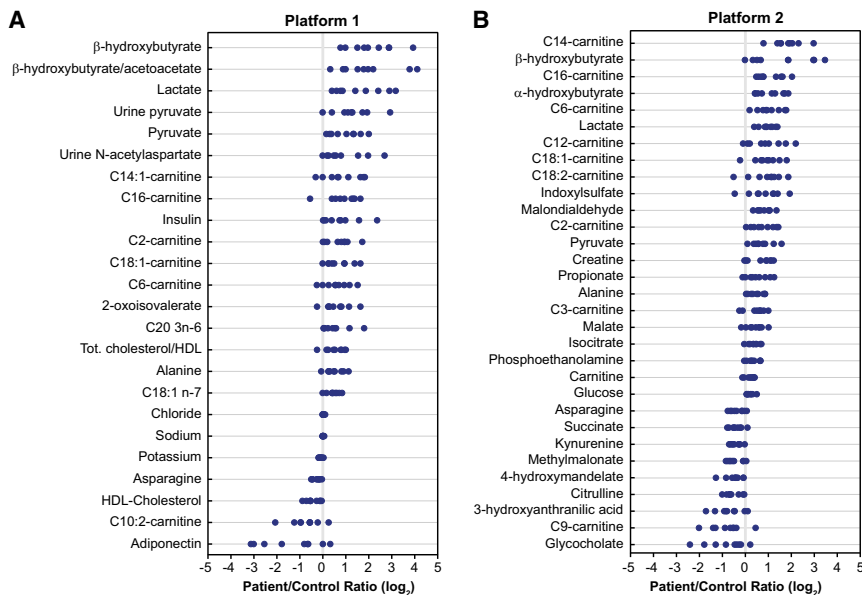 A
Platform 1
β-hydroxybutyrate
β-hydroxybutyrate/acetoacetate
Lactate
Urine pyruvate
Pyruvate
Urine N-acetylaspartate
C14:1-carnitine
C16-carnitine
Insulin
C2-carnitine
C18:1-carnitine
C6-carnitine
2-oxoisovalerate
C20 3n-6
Tot. cholesterol/HDL
Alanine
C18:1 n-7
Chloride
Sodium
Potassium
Asparagine
HDL-Cholesterol
C10:2-carnitine
Adiponectin
-5 -4 -3 -2 -1 0 1 2 3 4 5
Patient/Control Ratio (log₂)
B
Platform 2
C14-carnitine
β-hydroxybutyrate
C16-carnitine
α-hydroxybutyrate
C6-carnitine
Lactate
C12-carnitine
C18:1-carnitine
C18:2-carnitine
Indoxylsulfate
Malondialdehyde
C2-carnitine
Pyruvate
Creatine
Propionate
Alanine
C3-carnitine
Malate
Isocitrate
Phosphoethanolamine
Carnitine
Glucose
Asparagine
Succinate
Kynurenine
Methylmalonate
4-hydroxymandelate
Citrulline
3-hydroxyanthranilic acid
C9-carnitine
Glycocholate
-5 -4 -3 -2 -1 0 1 2 3 4 5
Patient/Control Ratio (log₂)